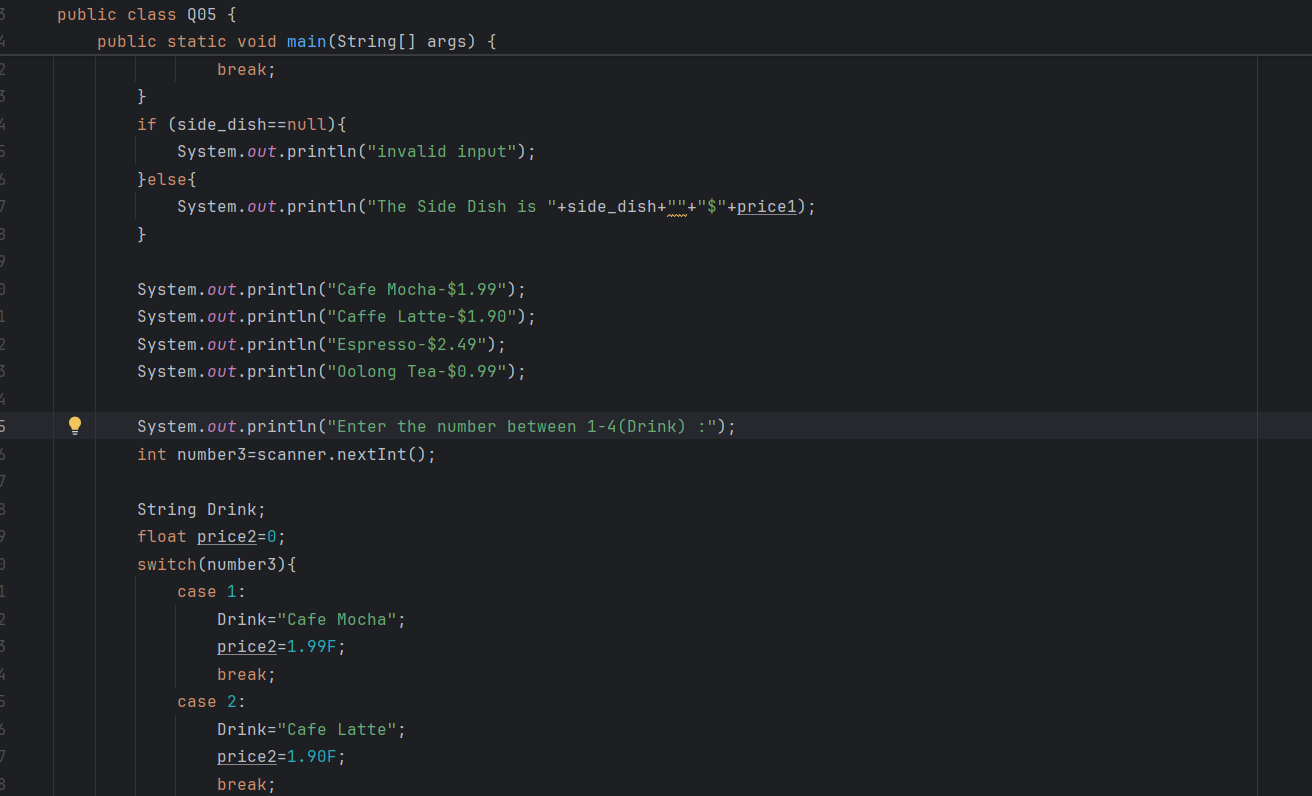 public class Q05 {
public static void main(String[] args) {
break;
}
if (side_dish==null){
System.out.println("invalid input");
}else{
System.out.println("The Side Dish is "+side_dish+""+"$"+price1);
}
System.out.println("Cafe Mocha-$1.99");
System.out.println("Caffe Latte-$1.90");
System.out.println("Espresso-$2.49");
System.out.println("Oolong Tea-$0.99");
System.out.println("Enter the number between 1-4(Drink) :");
int number3=scanner.nextInt();
String Drink;
float price2=0;
switch(number3){
case 1:
Drink="Cafe Mocha";
price2=1.99F;
break;
case 2:
Drink="Cafe Latte";
price2=1.90F;
break;